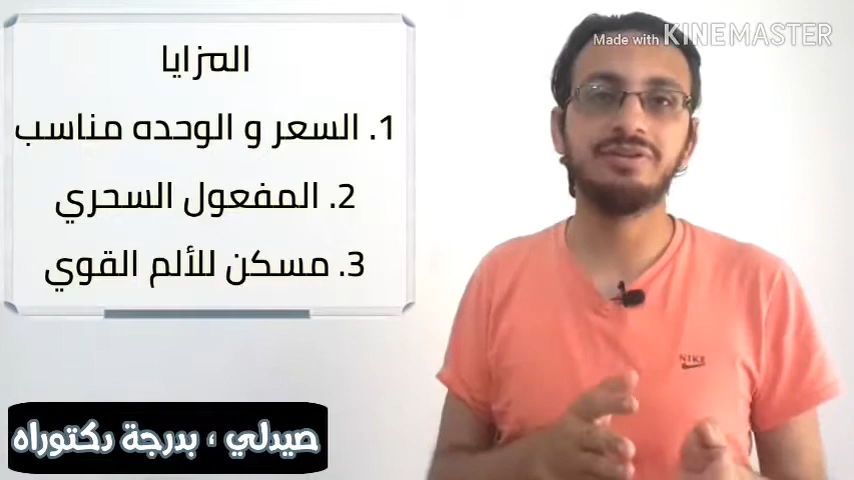 Made with KINEMASTER
المزايا
1. السعر و الوحده مناسب
2. المفعول السحري
3. مسكن للألم القوي
NIKE
صيدلي ، بدرجة دكتوراه